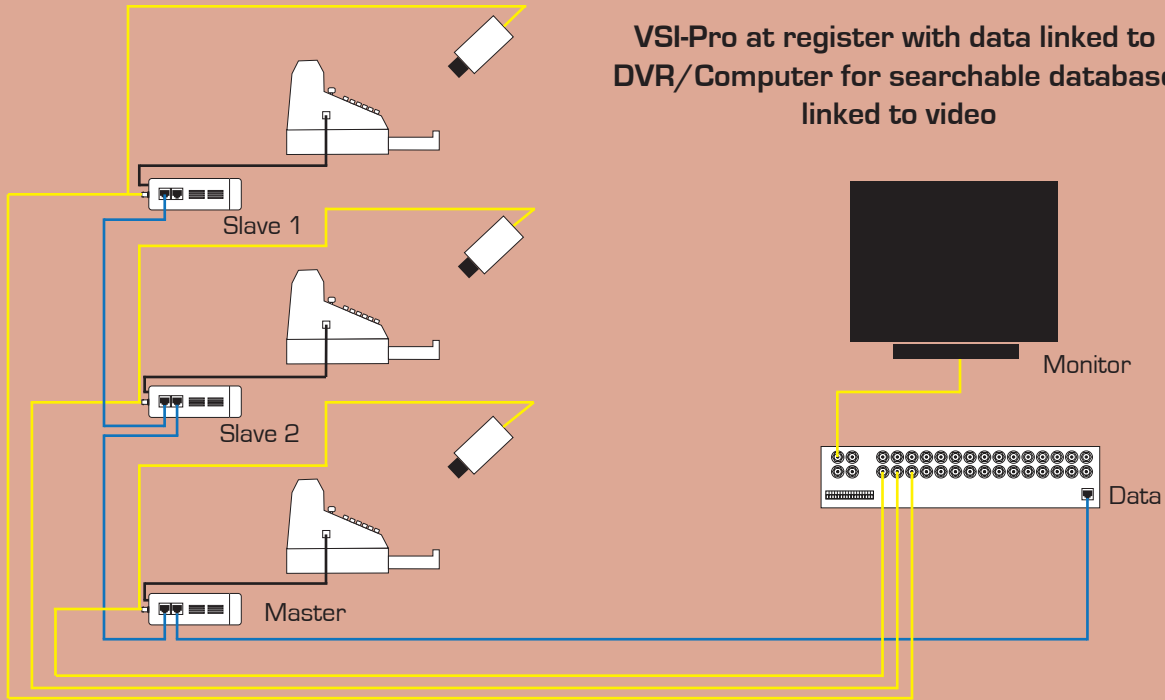 VSI-Pro at register with data linked to
DVR/Computer for searchable database
linked to video
Slave 1
Monitor
Slave 2
Data
Master